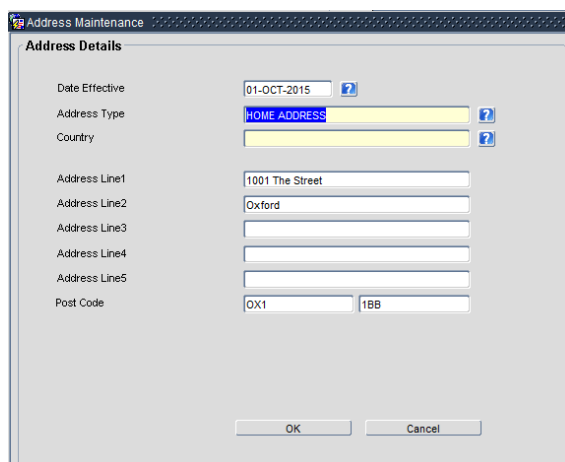 Address Maintenance
Address Details
Date Effective 01-OCT-2015 ?
Address Type HOME ADDRESS ?
Country ?
Address Line1 1001 The Street
Address Line2 Oxford
Address Line3
Address Line4
Address Line5
Post Code OX1 1BB
OK Cancel